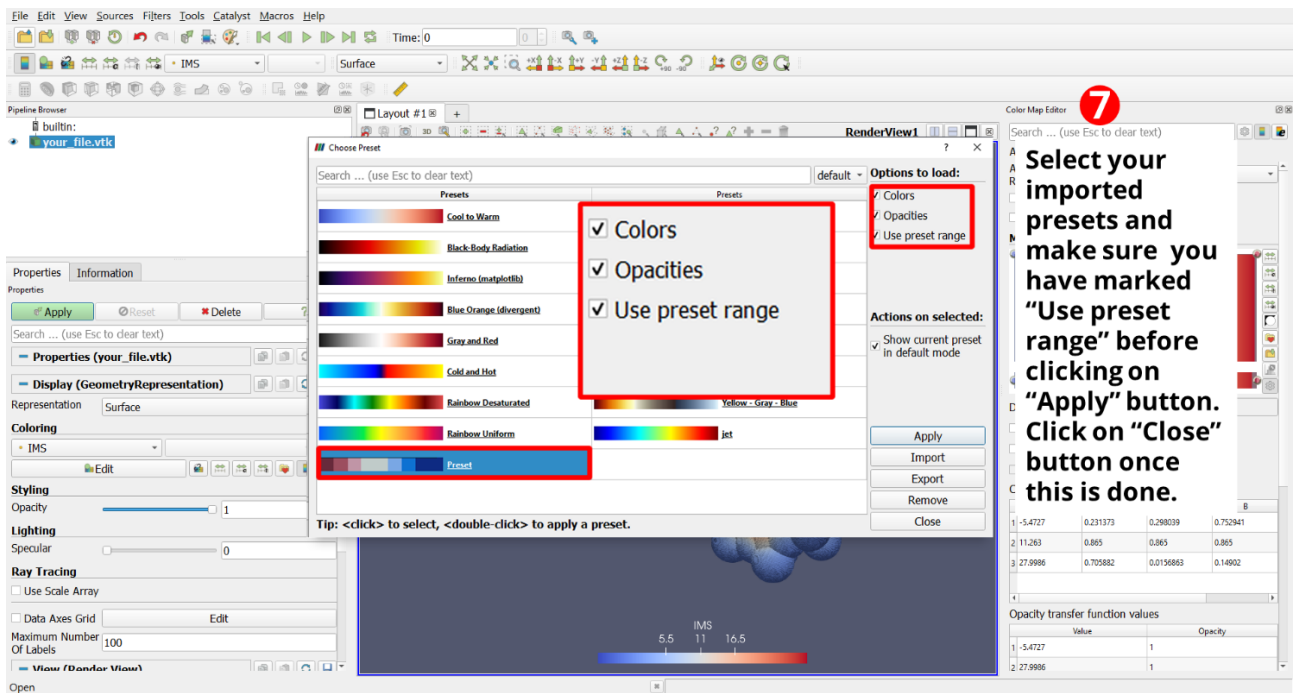 File Edit View Sources Filters Tools Catalyst Macros Help
Time: 0
0
IMS
Surface
Pipeline Browser
builtin:
your_file.vtk
Layout #1
+
3D
RenderView1
Choose Preset
? ×
Search ... (use Esc to clear text)
default
Options to load:
Presets
Presets
Colors
Opacities
Use preset range
Cool to Warm
Black-Body Radiation
Inferno (matplotlib)
Blue Orange (divergent)
Gray and Red
Cold and Hot
Rainbow Desaturated
Yellow - Gray - Blue
Rainbow Uniform
jet
Preset
Colors
Opacities
Use preset range
Actions on selected:
Show current preset
in default mode
Apply
Import
Export
Remove
Close
Tip: <click> to select, <double-click> to apply a preset.
Properties Information
Properties
Apply
Reset
Delete
?
Search ... (use Esc to clear text)
Properties (your_file.vtk)
Display (GeometryRepresentation)
Representation Surface
Coloring
IMS
Edit
Styling
Opacity 1
Lighting
Specular 0
Ray Tracing
Use Scale Array
Data Axes Grid Edit
Maximum Number
Of Labels 100
View (Render View)
Open
IMS
5.5 11 16.5
Color Map Editor
7
Search ... (use Esc to clear text)
Select your
imported
presets and
make sure you
have marked
“Use preset
range” before
clicking on
“Apply” button.
Click on “Close”
button once
this is done.
B
1 -5.4727 0.231373 0.298039 0.752941
2 11.263 0.865 0.865 0.865
3 27.9986 0.705882 0.0156863 0.14902
Opacity transfer function values
Value Opacity
1 -5.4727 1
2 27.9986 1